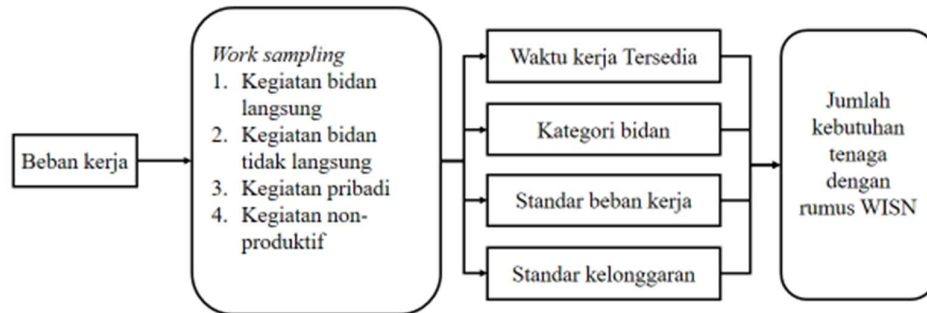 Beban kerja
Work sampling
1. Kegiatan bidan
langsung
2. Kegiatan bidan
tidak langsung
3. Kegiatan pribadi
4. Kegiatan non-
produktif
Waktu kerja Tersedia
Kategori bidan
Standar beban kerja
Standar kelonggaran
Jumlah
kebutuhan
tenaga
dengan
rumus WISN